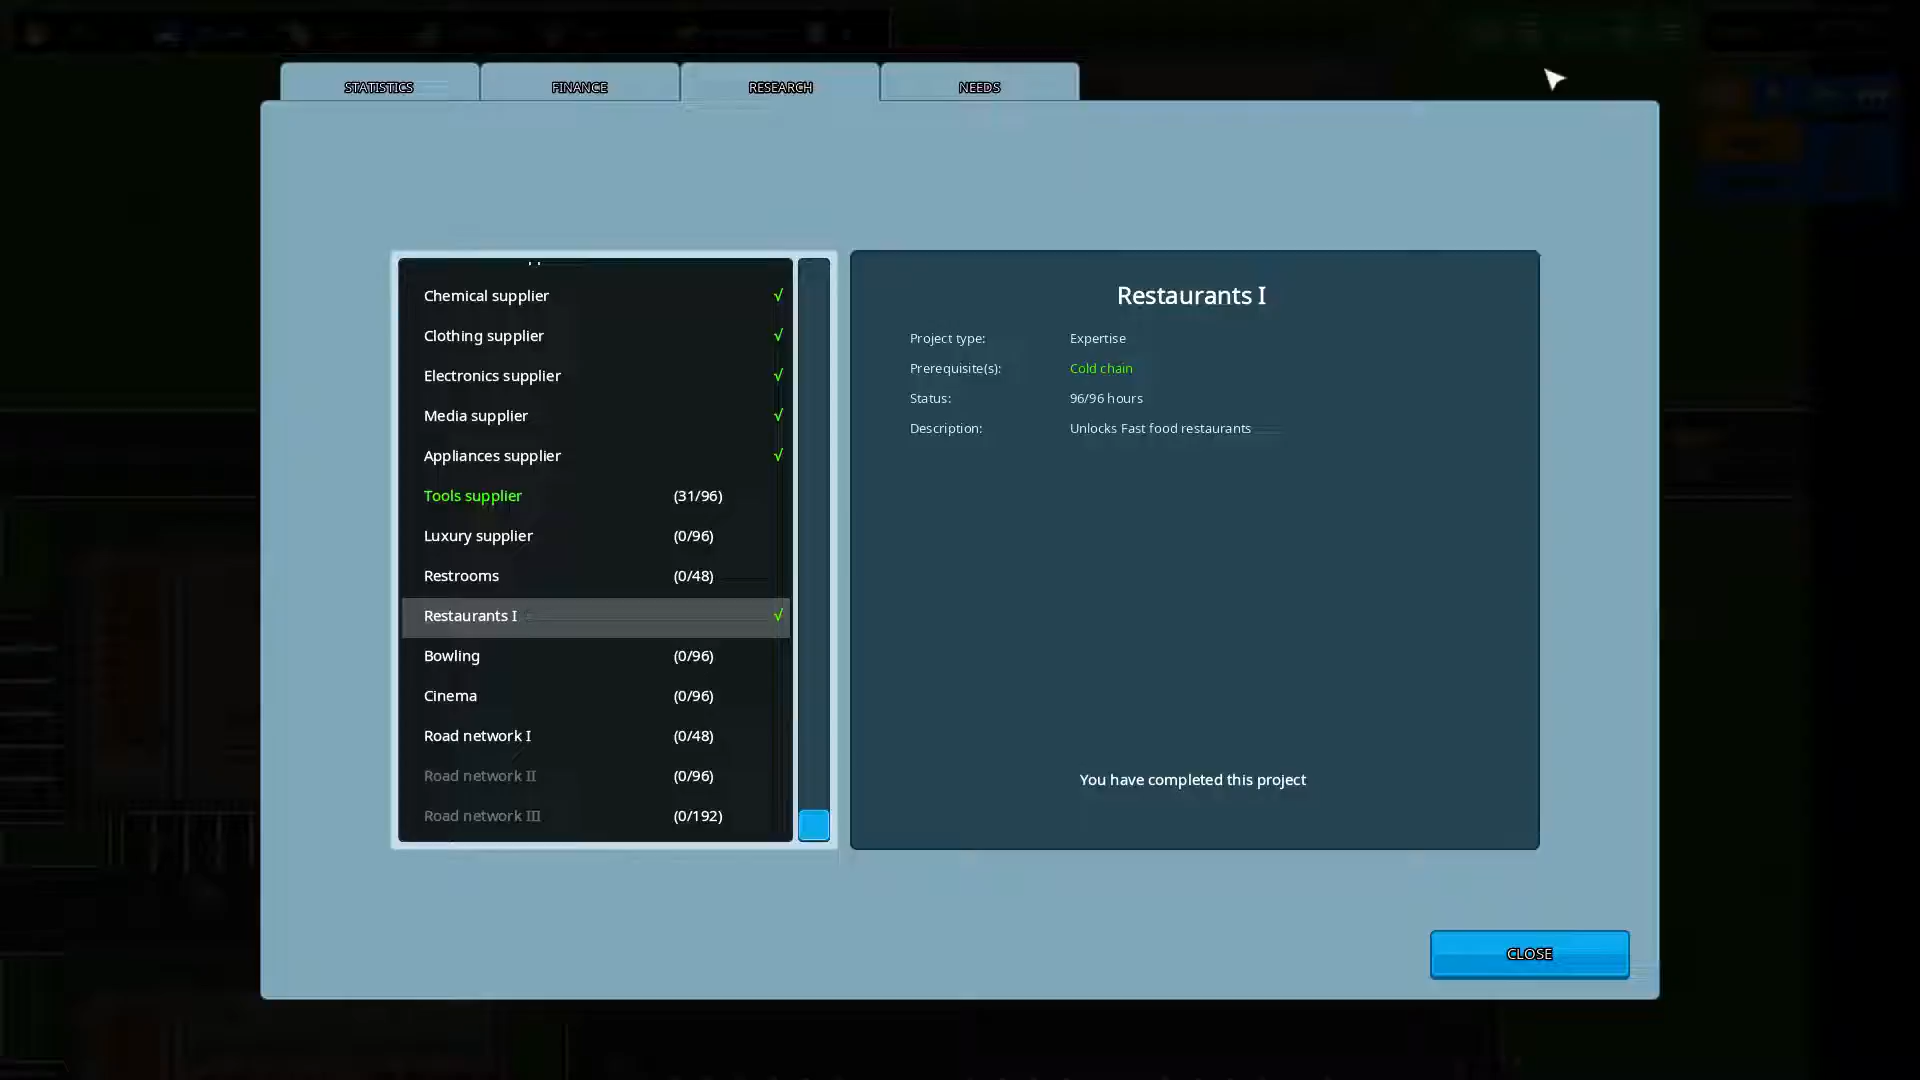 STATISTICS
FINANCE
RESEARCH
NEEDS
Chemical supplier √
Clothing supplier √
Electronics supplier √
Media supplier √
Appliances supplier √
Tools supplier (31/96)
Luxury supplier (0/96)
Restrooms (0/48)
Restaurants I √
Bowling (0/96)
Cinema (0/96)
Road network I (0/48)
Road network II (0/96)
Road network III (0/192)
Restaurants I
Project type: Expertise
Prerequisite(s): Cold chain
Status: 96/96 hours
Description: Unlocks Fast food restaurants
You have completed this project
CLOSE